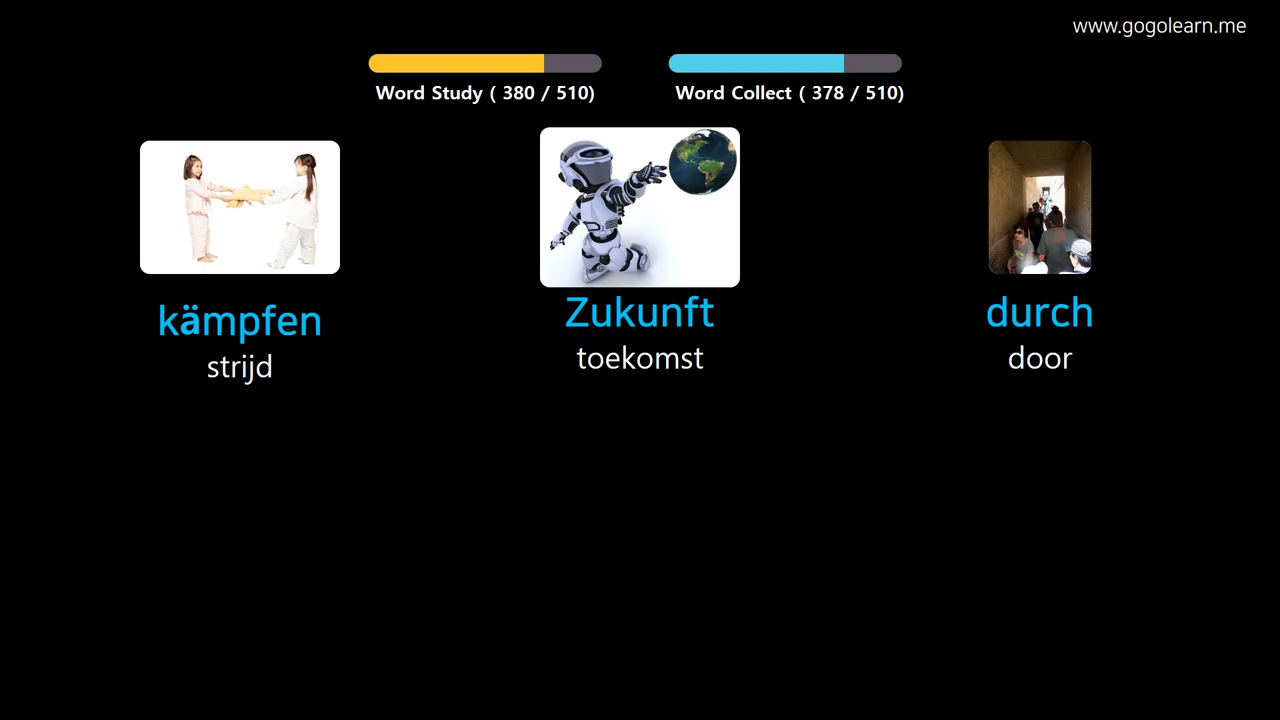 www.gogolearn.me
Word Study ( 380 / 510)
Word Collect ( 378 / 510)
kämpfen
strijd
Zukunft
toekomst
durch
door